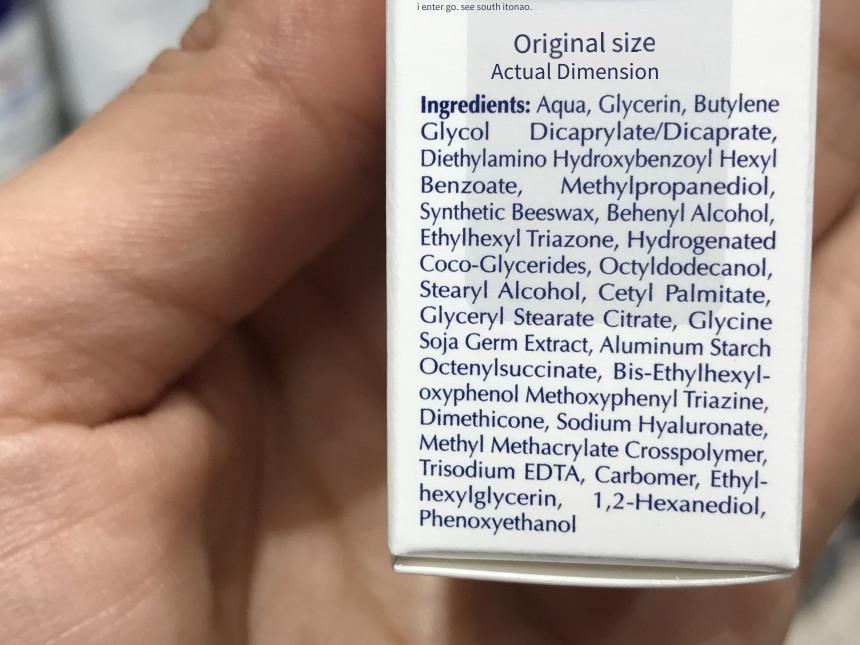 i enter.go. see south itonao.
Original size
Actual Dimension
Ingredients: Aqua, Glycerin, Butylene
Glycol Dicaprylate/Dicaprate,
Diethylamino Hydroxybenzoyl Hexyl
Benzoate, Methylpropanediol,
Synthetic Beeswax, Behenyl Alcohol,
Ethylhexyl Triazone, Hydrogenated
Coco-Glycerides, Octyldodecanol,
Stearyl Alcohol, Cetyl Palmitate,
Glyceryl Stearate Citrate, Glycine
Soja Germ Extract, Aluminum Starch
Octenylsuccinate, Bis-Ethylhexyl-
oxyphenol Methoxyphenyl Triazine,
Dimethicone, Sodium Hyaluronate,
Methyl Methacrylate Crosspolymer,
Trisodium EDTA, Carbomer, Ethyl-
hexylglycerin, 1,2-Hexanediol,
Phenoxyethanol